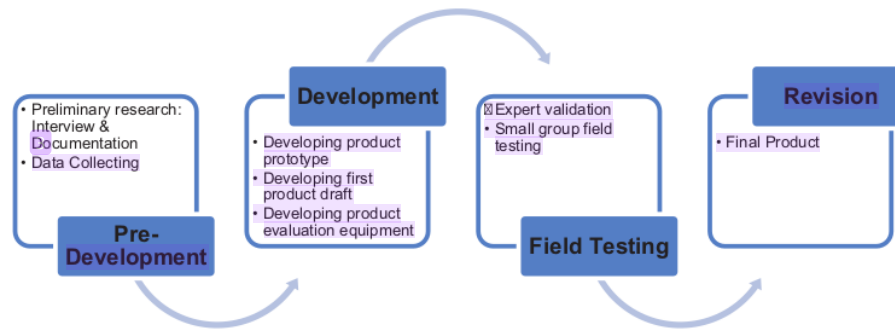 • Preliminary research:
Interview &
Documentation
• Data Collecting
Pre-
Development
Development
• Developing product
prototype
• Developing first
product draft
• Developing product
evaluation equipment
Expert validation
• Small group field
testing
Field Testing
Revision
• Final Product